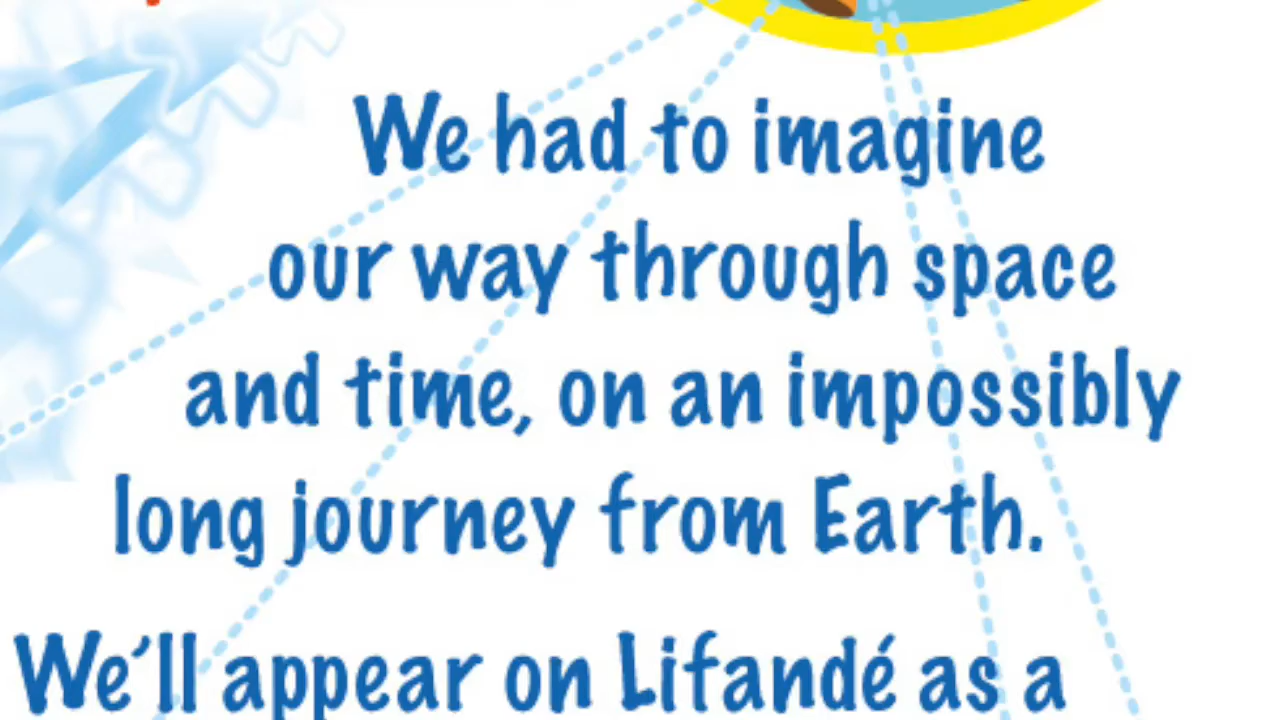 We had to imagine
our way through space
and time, on an impossibly
long journey from Earth.
We'll appear on Lifandé as a